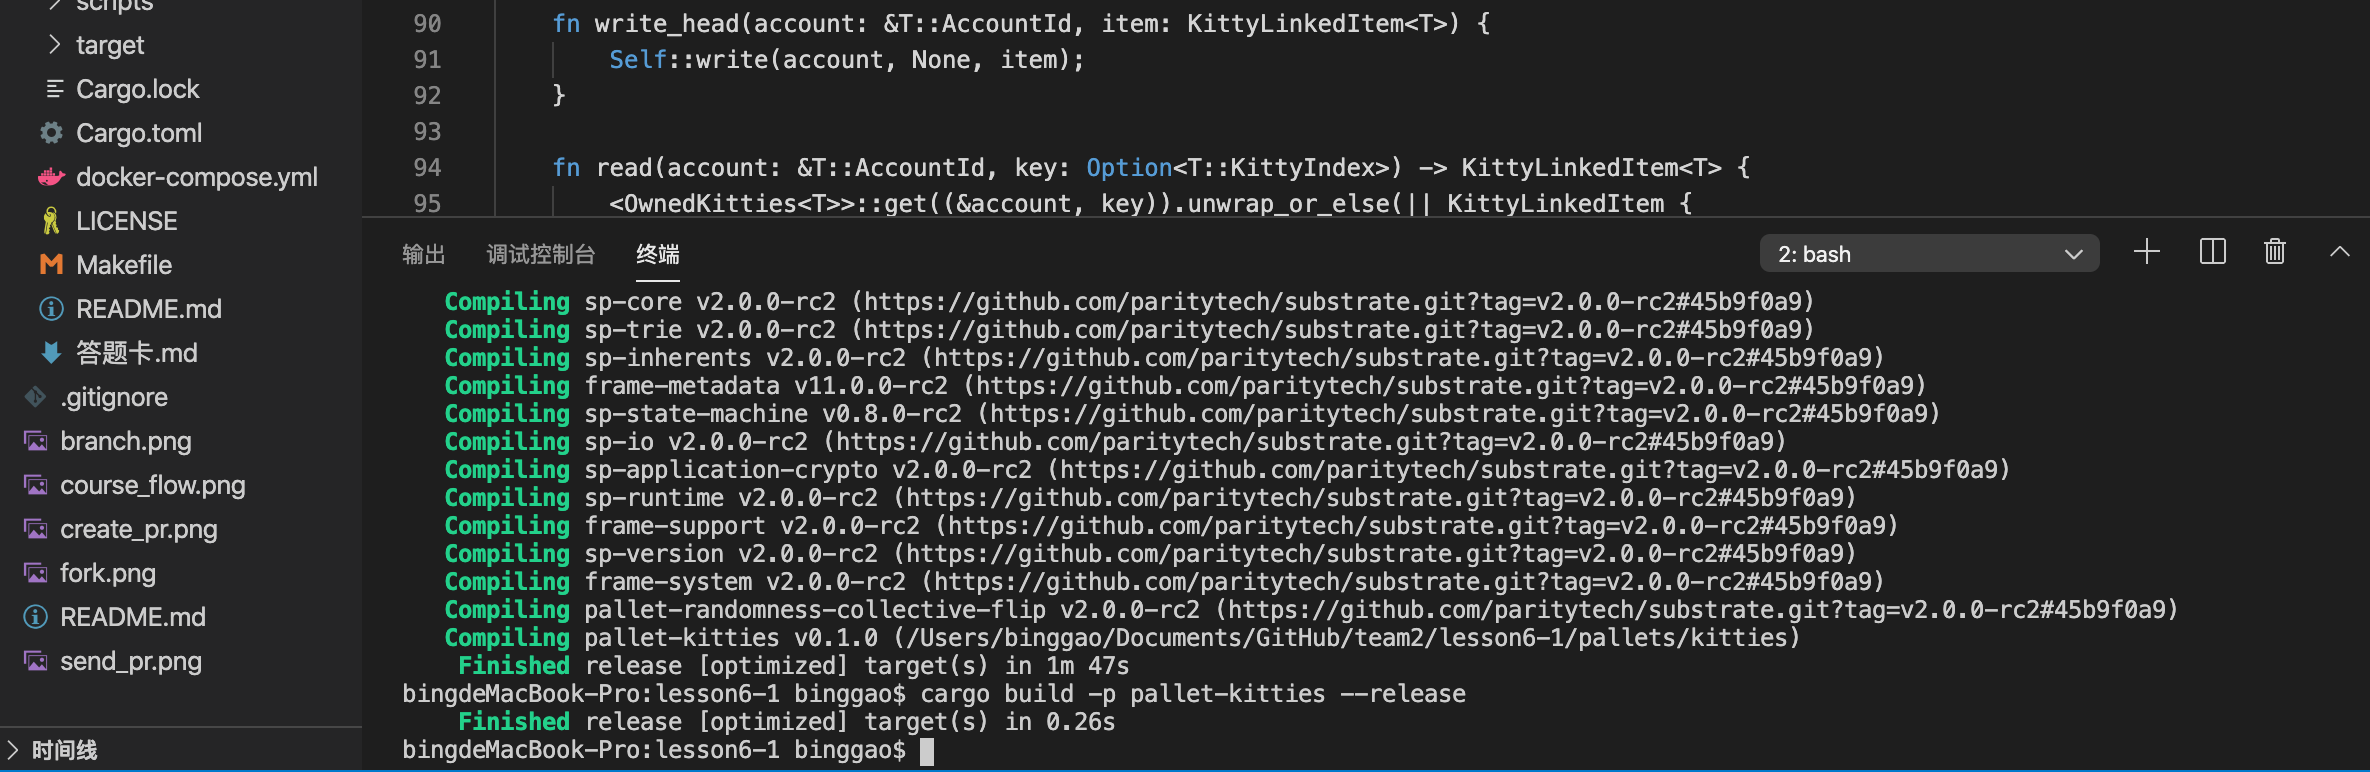 scripts
target
Cargo.lock
Cargo.toml
docker-compose.yml
LICENSE
Makefile
README.md
答题卡.md
.gitignore
branch.png
course_flow.png
create_pr.png
fork.png
README.md
send_pr.png
时间线
90 fn write_head(account: &T::AccountId, item: KittyLinkedItem<T>) {
91 Self::write(account, None, item);
92 }
93
94 fn read(account: &T::AccountId, key: Option<T::KittyIndex>) -> KittyLinkedItem<T> {
95 <OwnedKitties<T>>::get((&account, key)).unwrap_or_else(|| KittyLinkedItem {
输出 调试控制台 终端 2: bash
Compiling sp-core v2.0.0-rc2 (https://github.com/paritytech/substrate.git?tag=v2.0.0-rc2#45b9f0a9)
Compiling sp-trie v2.0.0-rc2 (https://github.com/paritytech/substrate.git?tag=v2.0.0-rc2#45b9f0a9)
Compiling sp-inherents v2.0.0-rc2 (https://github.com/paritytech/substrate.git?tag=v2.0.0-rc2#45b9f0a9)
Compiling frame-metadata v11.0.0-rc2 (https://github.com/paritytech/substrate.git?tag=v2.0.0-rc2#45b9f0a9)
Compiling sp-state-machine v0.8.0-rc2 (https://github.com/paritytech/substrate.git?tag=v2.0.0-rc2#45b9f0a9)
Compiling sp-io v2.0.0-rc2 (https://github.com/paritytech/substrate.git?tag=v2.0.0-rc2#45b9f0a9)
Compiling sp-application-crypto v2.0.0-rc2 (https://github.com/paritytech/substrate.git?tag=v2.0.0-rc2#45b9f0a9)
Compiling sp-runtime v2.0.0-rc2 (https://github.com/paritytech/substrate.git?tag=v2.0.0-rc2#45b9f0a9)
Compiling frame-support v2.0.0-rc2 (https://github.com/paritytech/substrate.git?tag=v2.0.0-rc2#45b9f0a9)
Compiling sp-version v2.0.0-rc2 (https://github.com/paritytech/substrate.git?tag=v2.0.0-rc2#45b9f0a9)
Compiling frame-system v2.0.0-rc2 (https://github.com/paritytech/substrate.git?tag=v2.0.0-rc2#45b9f0a9)
Compiling pallet-randomness-collective-flip v2.0.0-rc2 (https://github.com/paritytech/substrate.git?tag=v2.0.0-rc2#45b9f0a9)
Compiling pallet-kitties v0.1.0 (/Users/binggao/Documents/GitHub/team2/lesson6-1/pallets/kitties)
Finished release [optimized] target(s) in 1m 47s
bingdeMacBook-Pro:lesson6-1 binggao$ cargo build -p pallet-kitties --release
Finished release [optimized] target(s) in 0.26s
bingdeMacBook-Pro:lesson6-1 binggao$